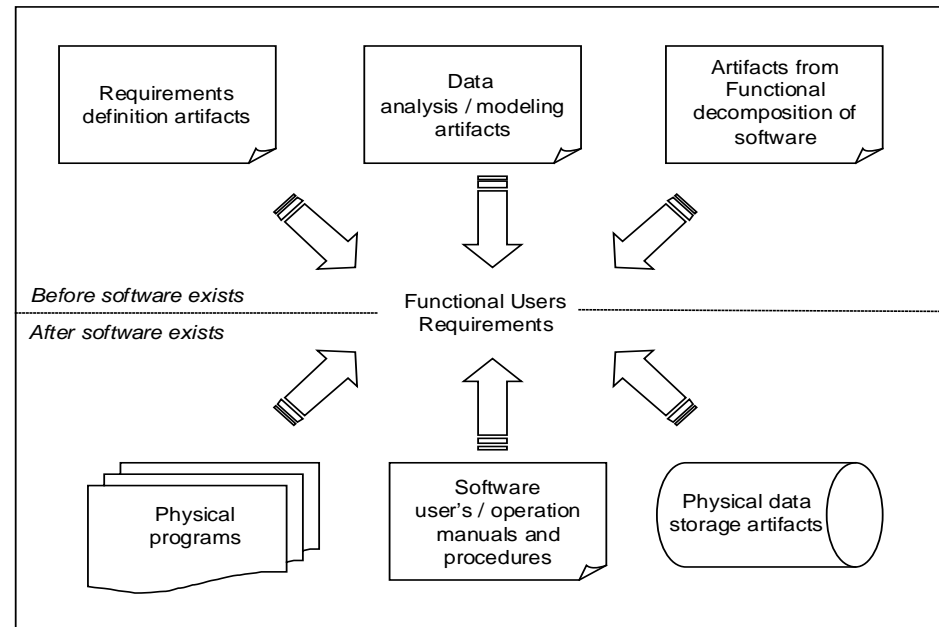 Requirements
definition artifacts
Data
analysis / modeling
artifacts
Artifacts from
Functional
decomposition of
software
Before software exists
Functional Users
Requirements
After software exists
Physical
programs
Software
user's / operation
manuals and
procedures
Physical data
storage artifacts